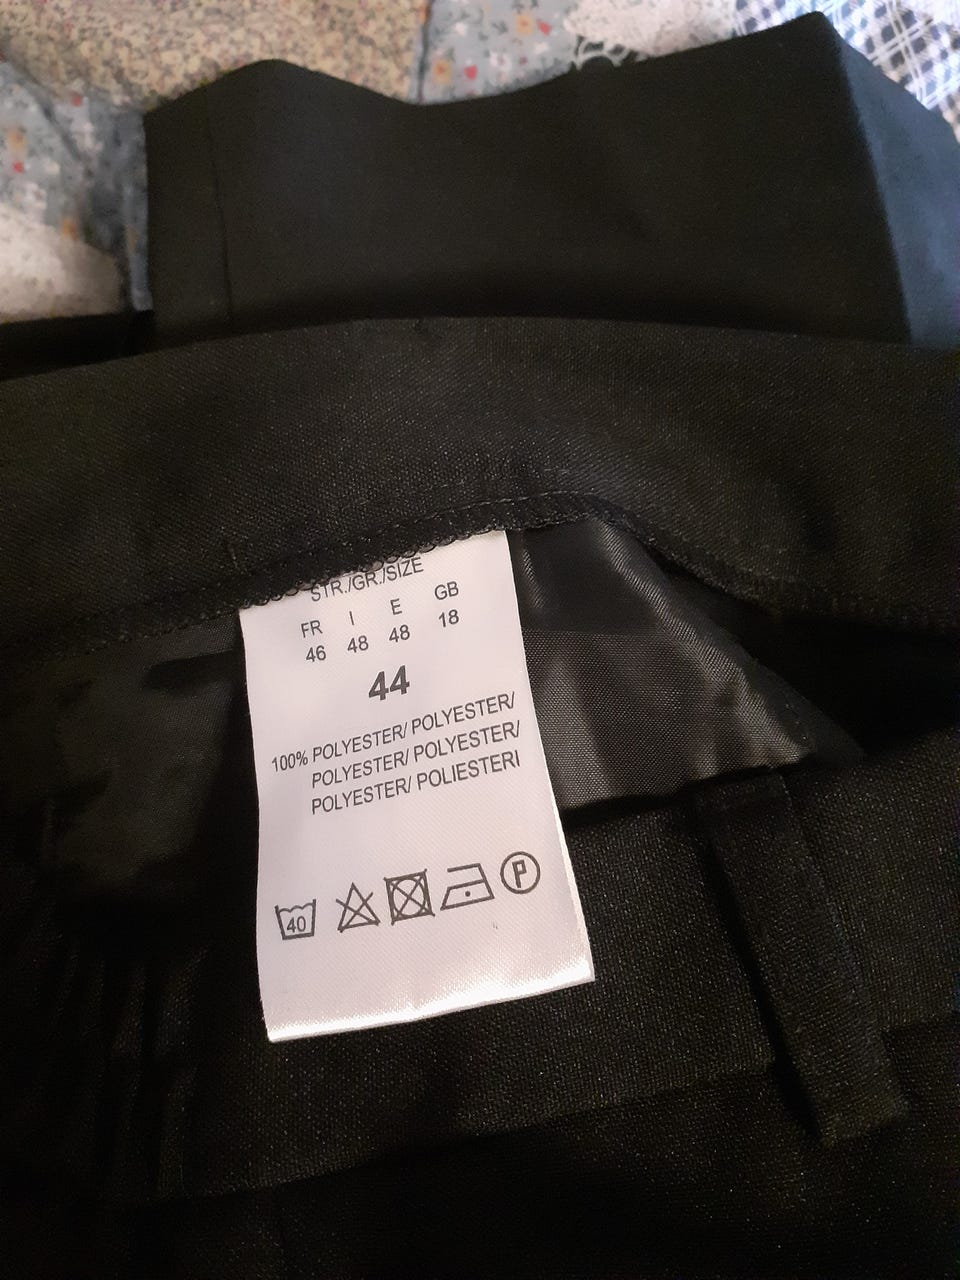 STR./GR./SIZE
FR I E GB
46 48 48 18
44
100% POLYESTER/ POLYESTER/
POLYESTER/ POLYESTER/
POLYESTER/ POLIESTERI
40 P